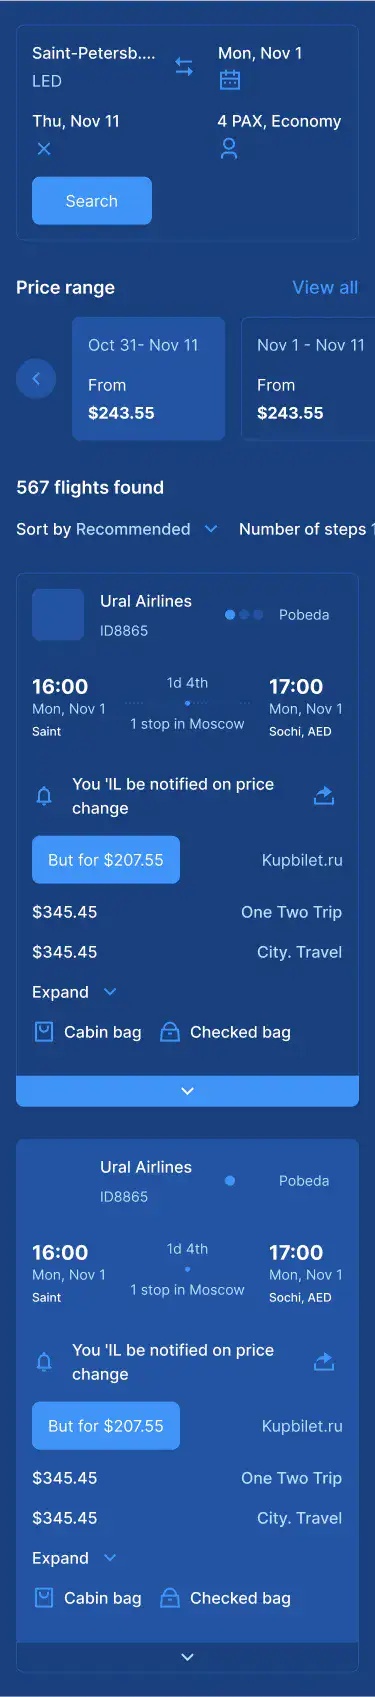 Saint-Petersb....
Mon, Nov 1
LED
Thu, Nov 11
4 PAX, Economy
Search
Price range
View all
Oct 31- Nov 11
From
$243.55
Nov 1 - Nov 11
From
$243.55
567 flights found
Sort by Recommended
Number of steps 1
Ural Airlines
ID8865
Pobeda
16:00
Mon, Nov 1
Saint
1d 4th
1 stop in Moscow
17:00
Mon, Nov 1
Sochi, AED
You 'IL be notified on price
change
But for $207.55
Kupbilet.ru
$345.45
One Two Trip
$345.45
City. Travel
Expand
Cabin bag
Checked bag
Ural Airlines
ID8865
Pobeda
16:00
Mon, Nov 1
Saint
1d 4th
1 stop in Moscow
17:00
Mon, Nov 1
Sochi, AED
You 'IL be notified on price
change
But for $207.55
Kupbilet.ru
$345.45
One Two Trip
$345.45
City. Travel
Expand
Cabin bag
Checked bag